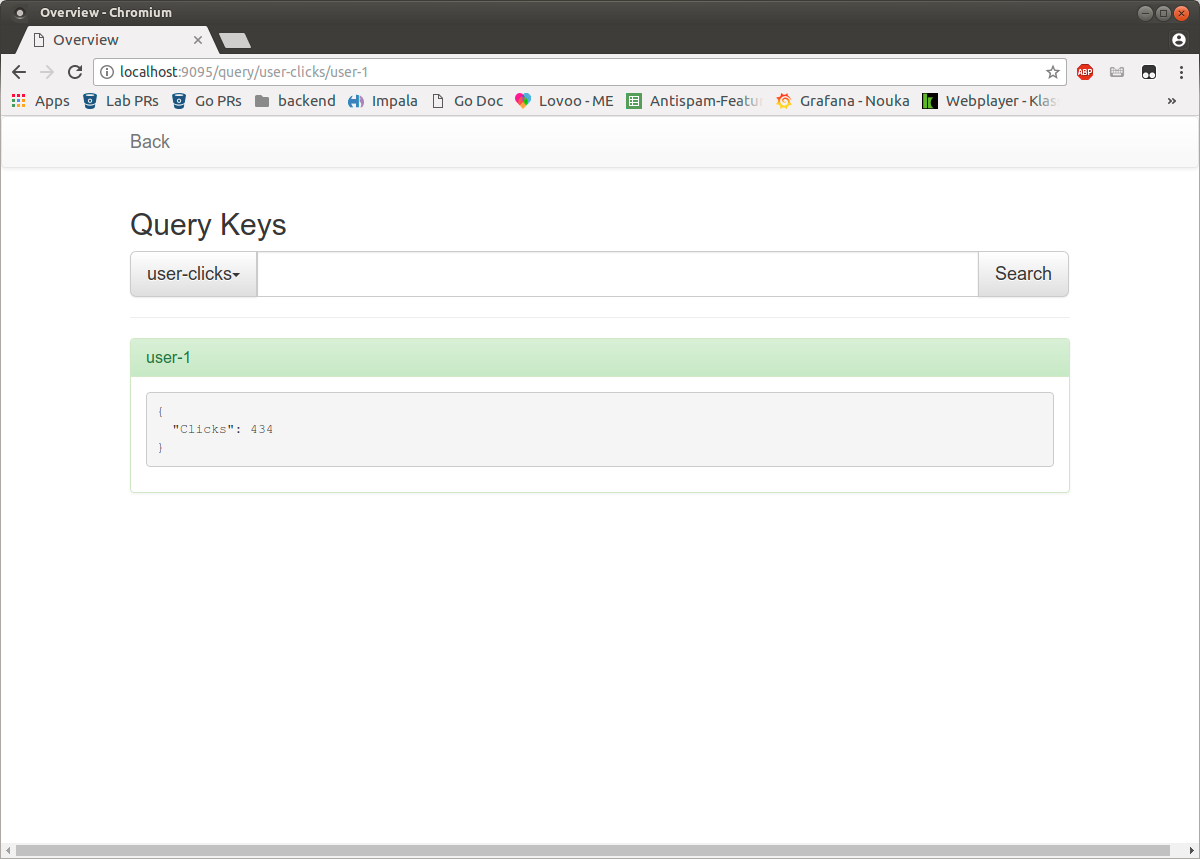 Overview - Chromium
Overview
localhost:9095/query/user-clicks/user-1
ABP
Apps Lab PRs Go PRs backend Impala Go Doc Lovoo - ME Antispam-Featu Grafana - Nouka Webplayer - Klas »
Back
Query Keys
user-clicks Search
user-1
{
"Clicks": 434
}